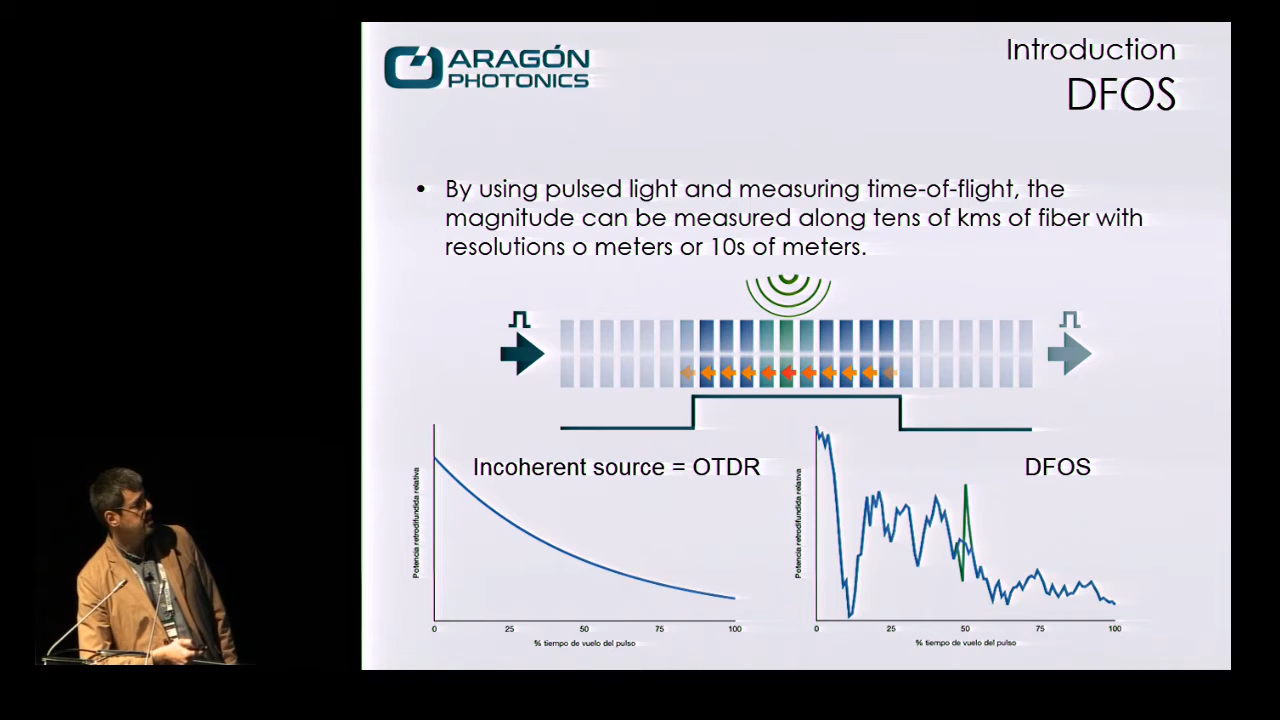 ARAGÓN
PHOTONICS
Introduction
DFOS
• By using pulsed light and measuring time-of-flight, the
magnitude can be measured along tens of kms of fiber with
resolutions o meters or 10s of meters.
Incoherent source = OTDR
Potencia retrodifundida relativa
0 25 50 75 100
% tiempo de vuelo del pulso
DFOS
Potencia retrodifundida relativa
0 25 50 75 100
% tiempo de vuelo del pulso